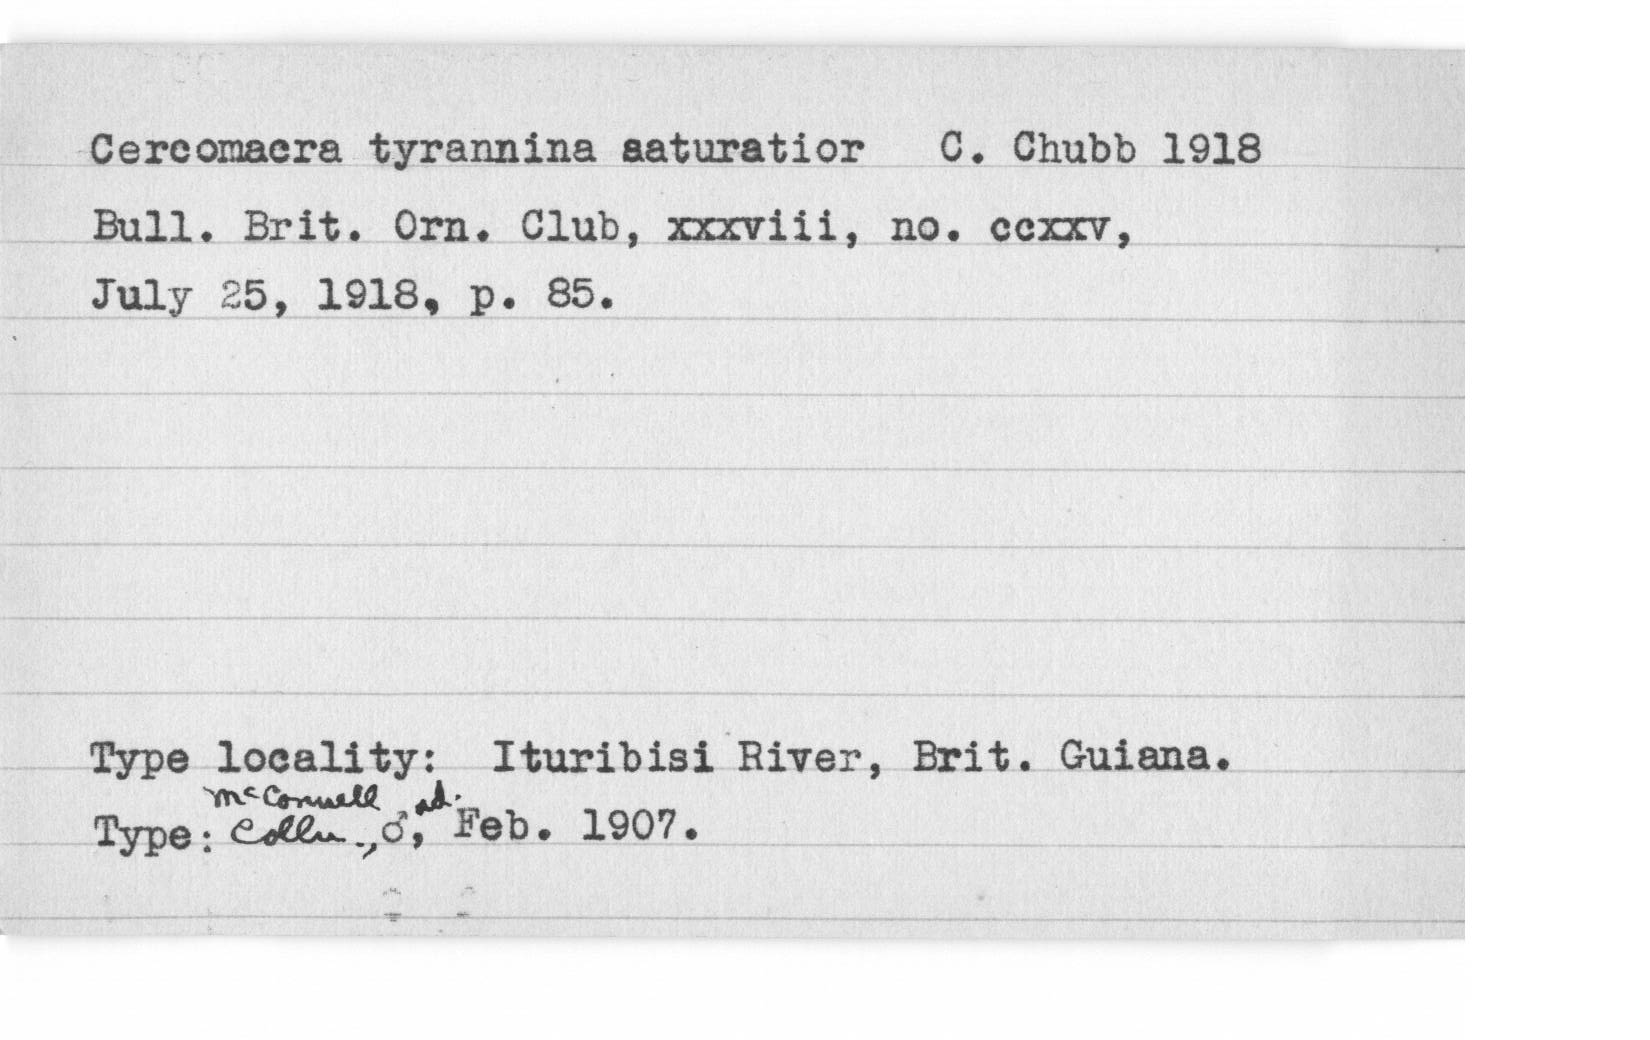 Cercomacra tyrannina saturatior C. Chubb 1918
Bull. Brit. Orn. Club, xxxviii, no. ccxxv,
July 25, 1918, p. 85.
Type locality: Ituribisi River, Brit. Guiana.
McConnell ad.
Type: Colln., ♂, Feb. 1907.